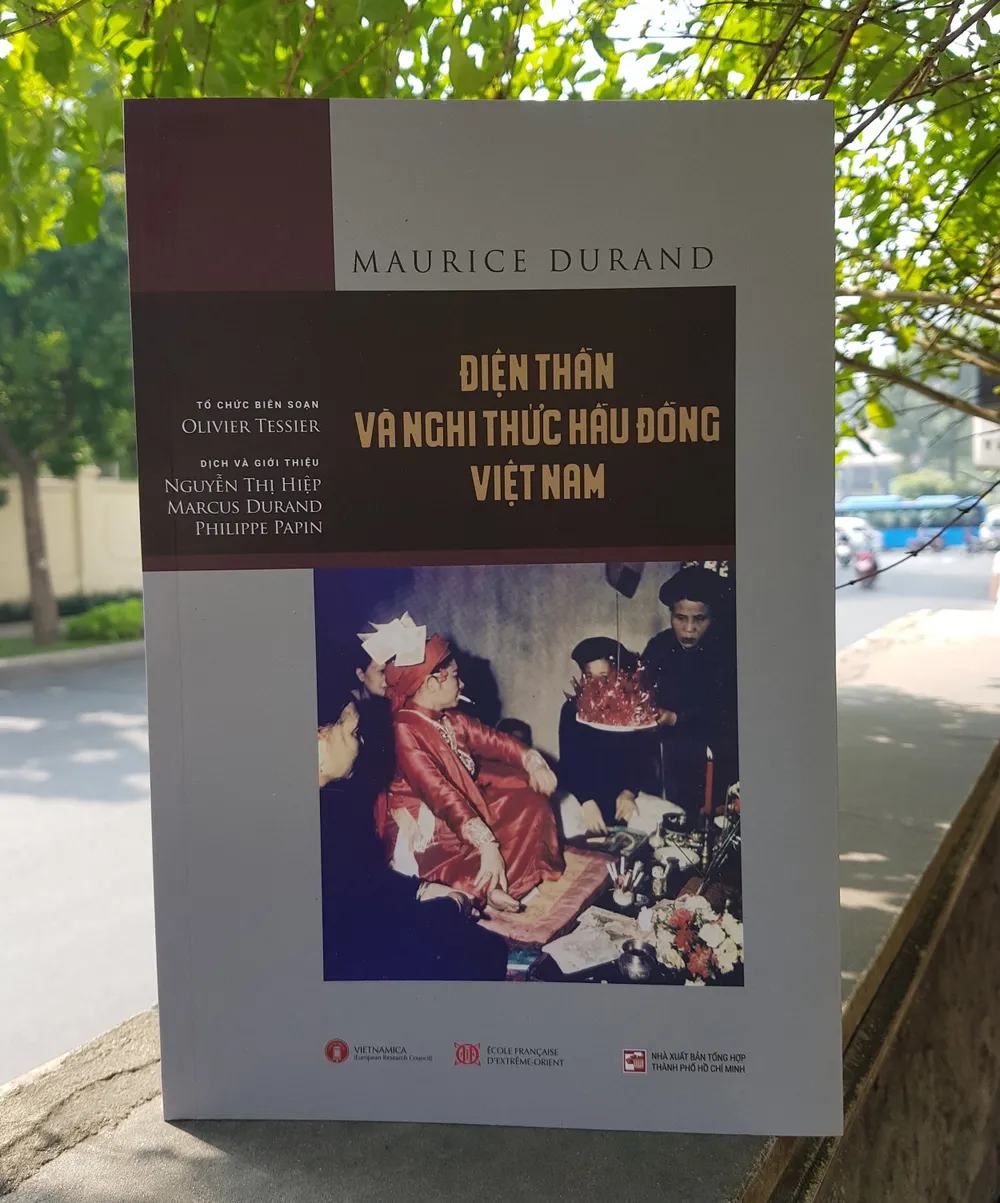 MAURICE DURAND
ĐIỆN THẦN
VÀ NGHI THỨC HẦU ĐỒNG
VIỆT NAM
TỔ CHỨC BIÊN SOẠN
OLIVIER TESSIER
DỊCH VÀ GIỚI THIỆU
NGUYỄN THỊ HIỆP
MARCUS DURAND
PHILIPPE PAPIN
VIETNAMICA
(European Research Council)
ÉCOLE FRANÇAISE
D'EXTRÊME-ORIENT
NHÀ XUẤT BẢN TỔNG HỢP
THÀNH PHỐ HỒ CHÍ MINH